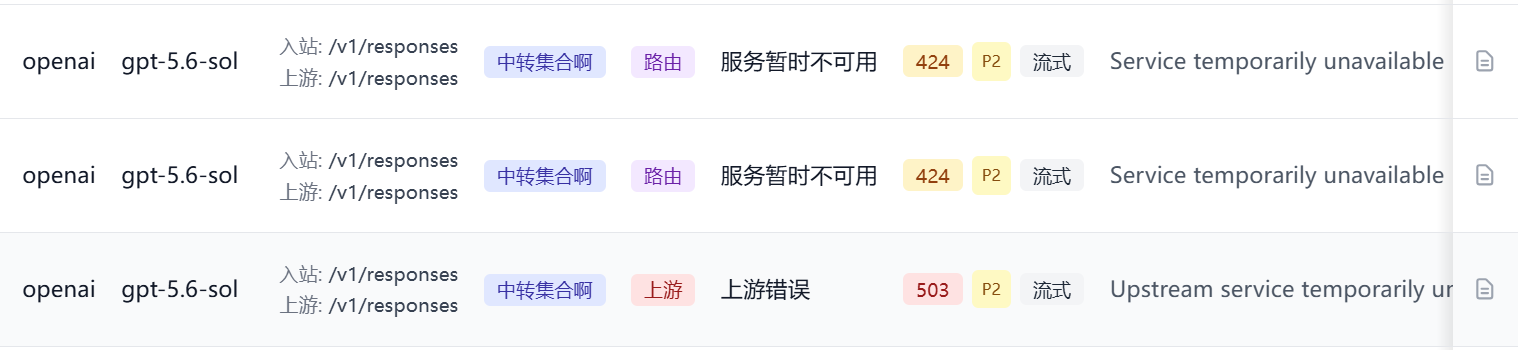 openai gpt-5.6-sol 入站: /v1/responses 上游: /v1/responses 中转集合啊 路由 服务暂时不可用 424 P2 流式 Service temporarily unavailable
openai gpt-5.6-sol 入站: /v1/responses 上游: /v1/responses 中转集合啊 路由 服务暂时不可用 424 P2 流式 Service temporarily unavailable
openai gpt-5.6-sol 入站: /v1/responses 上游: /v1/responses 中转集合啊 上游 上游错误 503 P2 流式 Upstream service temporarily